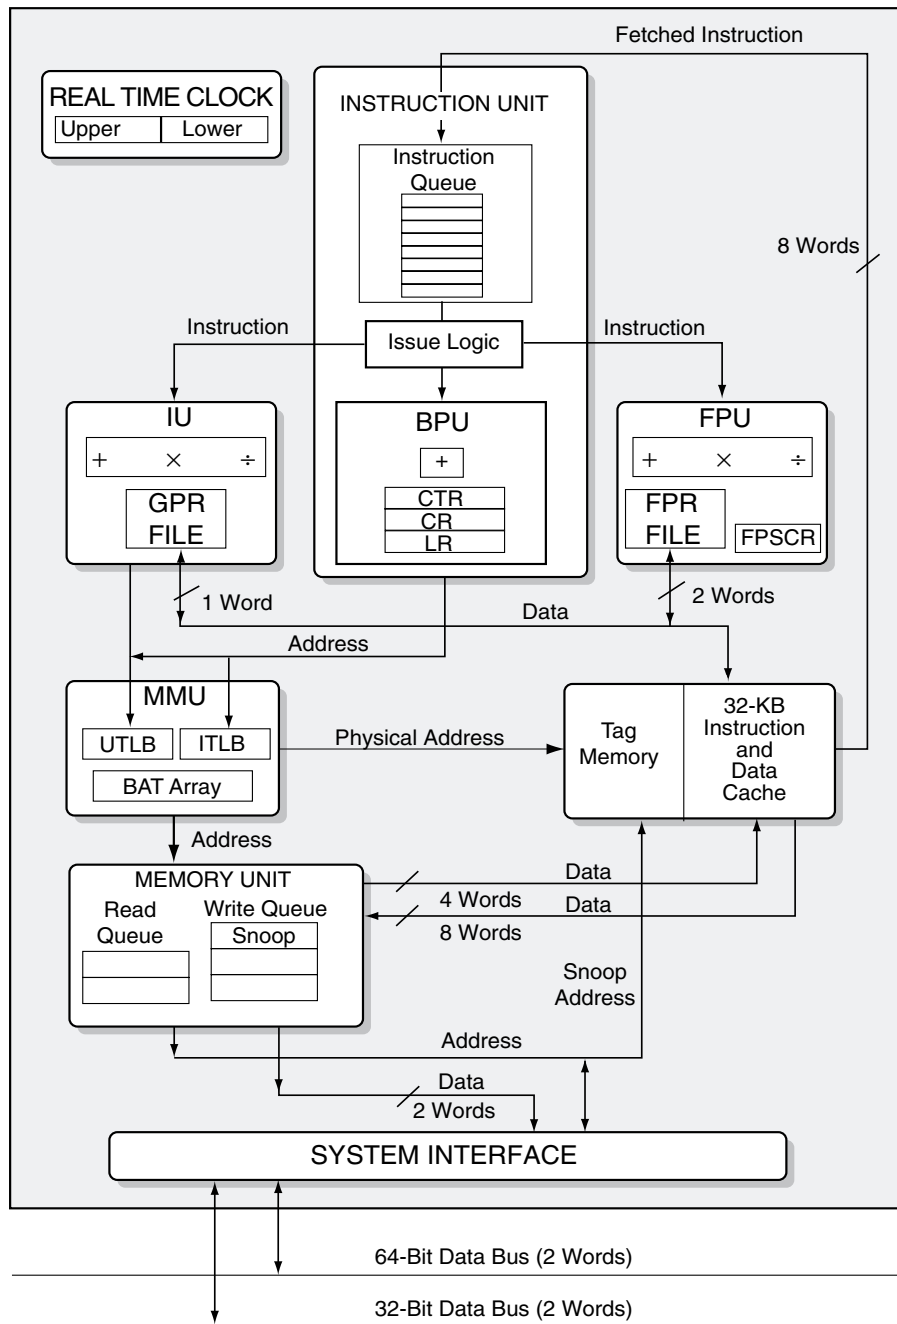 Fetched Instruction
REAL TIME CLOCK
Upper Lower
INSTRUCTION UNIT
Instruction
Queue
8 Words
Instruction
Issue Logic
Instruction
IU
+ × ÷
GPR
FILE
BPU
+
CTR
CR
LR
FPU
+ × ÷
FPR
FILE
FPSCR
1 Word
2 Words
Data
Address
MMU
UTLB
ITLB
BAT Array
Physical Address
Tag
Memory
32-KB
Instruction
and
Data
Cache
Address
MEMORY UNIT
Read
Queue
Write Queue
Snoop
Data
4 Words
Data
8 Words
Snoop
Address
Address
Data
2 Words
SYSTEM INTERFACE
64-Bit Data Bus (2 Words)
32-Bit Data Bus (2 Words)